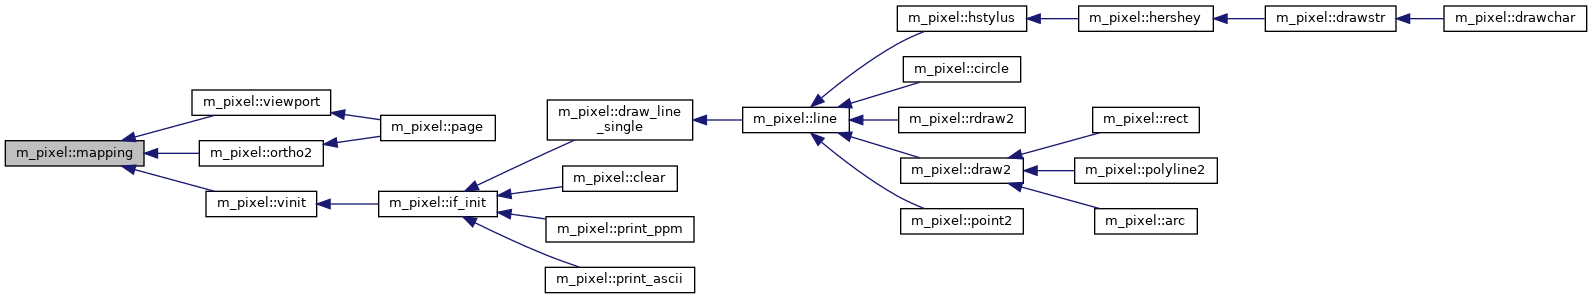 m_pixel::mapping
m_pixel::viewport
m_pixel::page
m_pixel::ortho2
m_pixel::vinit
m_pixel::if_init
m_pixel::draw_line
_single
m_pixel::line
m_pixel::hstylus
m_pixel::hershey
m_pixel::drawstr
m_pixel::drawchar
m_pixel::circle
m_pixel::rdraw2
m_pixel::draw2
m_pixel::rect
m_pixel::polyline2
m_pixel::arc
m_pixel::point2
m_pixel::clear
m_pixel::print_ppm
m_pixel::print_ascii